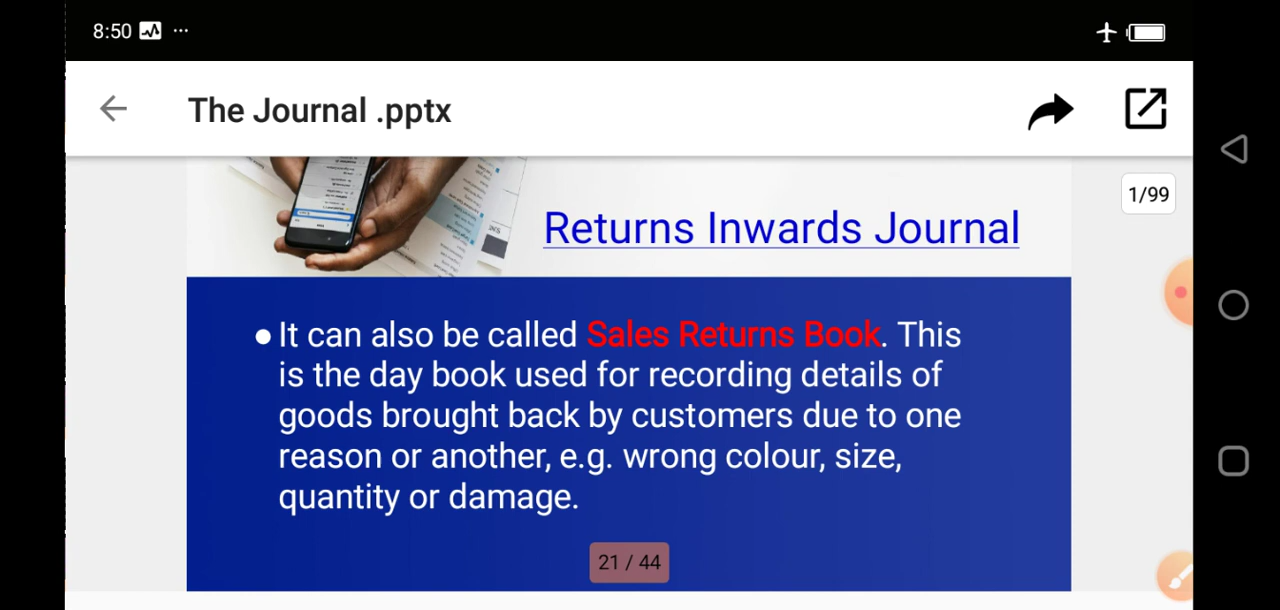 8:50 ...
The Journal .pptx
1/99
Returns Inwards Journal
● It can also be called Sales Returns Book. This
is the day book used for recording details of
goods brought back by customers due to one
reason or another, e.g. wrong colour, size,
quantity or damage.
21 / 44